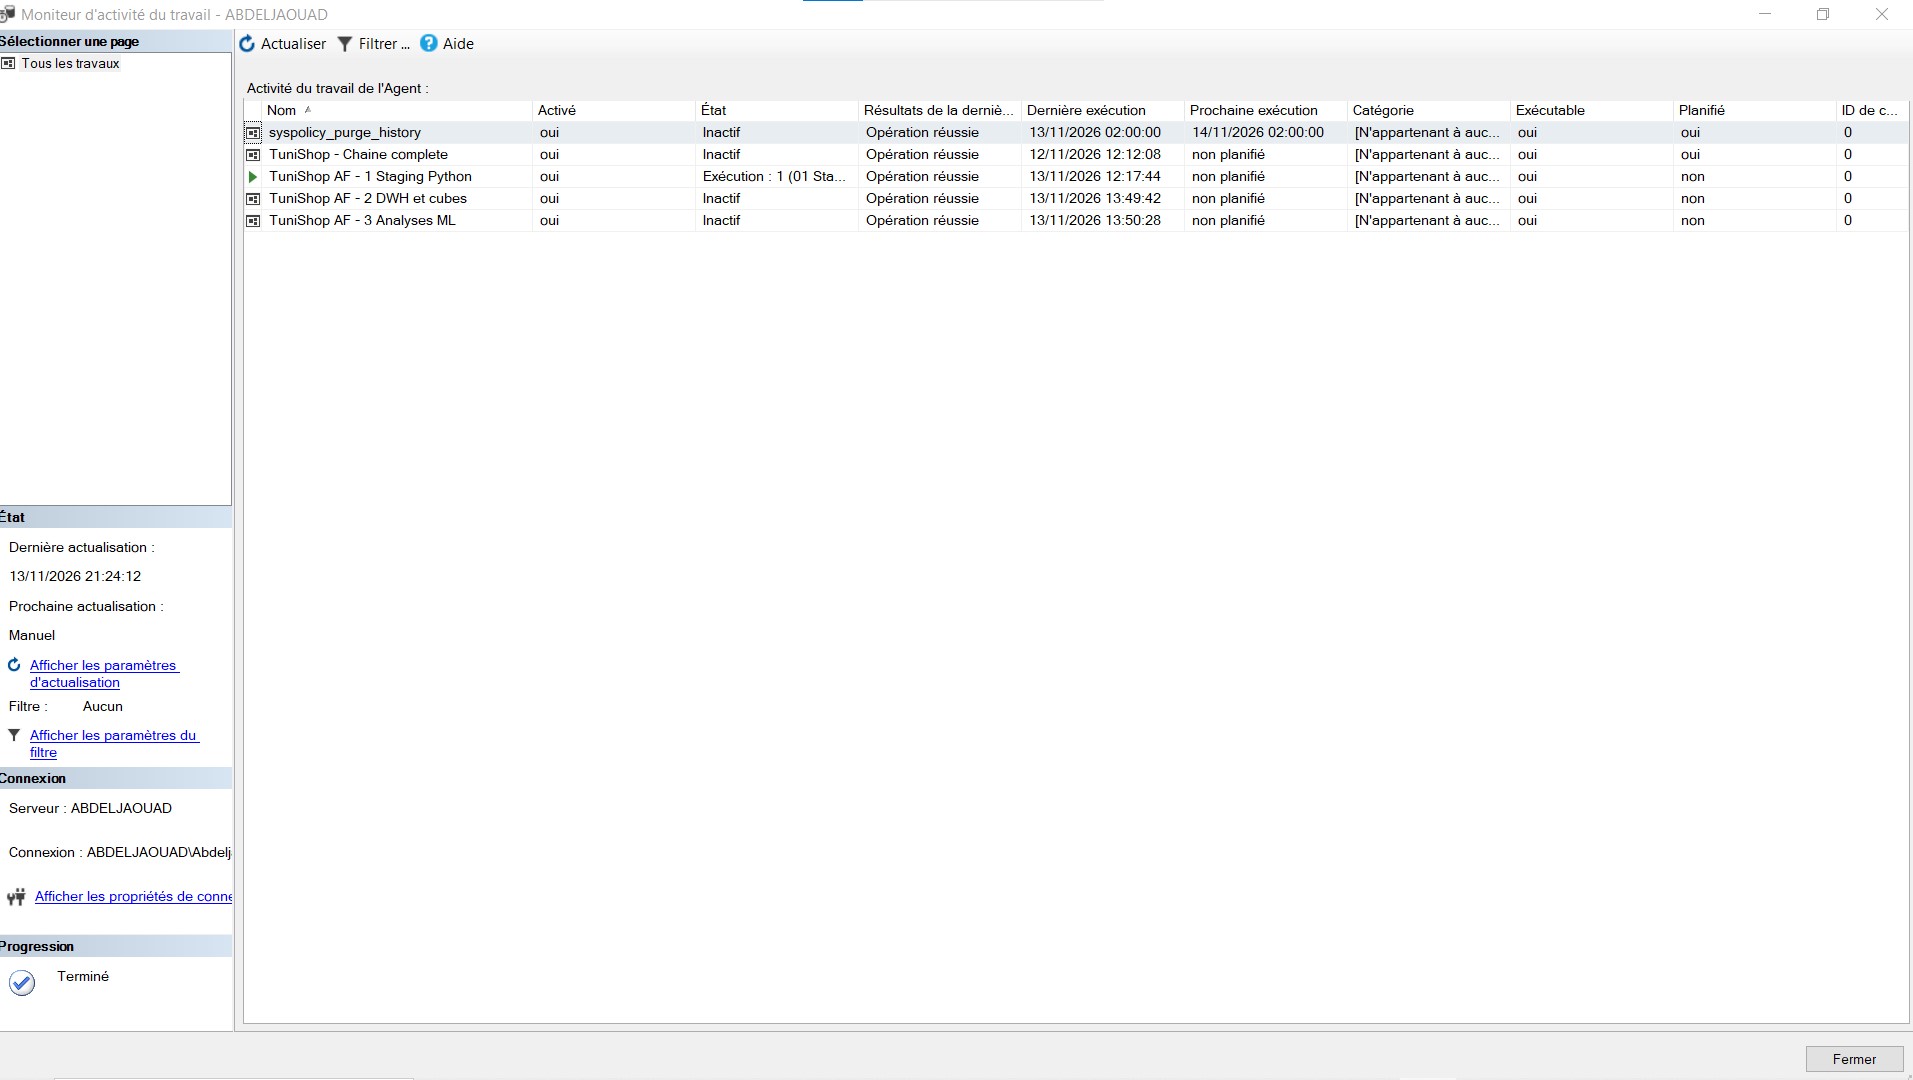 Moniteur d'activité du travail - ABDELJAOUAD
Sélectionner une page
Tous les travaux
Actualiser Filtrer ... Aide
Activité du travail de l'Agent :
Nom Activé État Résultats de la derniè... Dernière exécution Prochaine exécution Catégorie Exécutable Planifié ID de c...
syspolicy_purge_history oui Inactif Opération réussie 13/11/2026 02:00:00 14/11/2026 02:00:00 [N'appartenant à auc... oui oui 0
TuniShop - Chaine complete oui Inactif Opération réussie 12/11/2026 12:12:08 non planifié [N'appartenant à auc... oui oui 0
TuniShop AF - 1 Staging Python oui Exécution : 1 (01 Sta... Opération réussie 13/11/2026 12:17:44 non planifié [N'appartenant à auc... oui non 0
TuniShop AF - 2 DWH et cubes oui Inactif Opération réussie 13/11/2026 13:49:42 non planifié [N'appartenant à auc... oui non 0
TuniShop AF - 3 Analyses ML oui Inactif Opération réussie 13/11/2026 13:50:28 non planifié [N'appartenant à auc... oui non 0
État
Dernière actualisation :
13/11/2026 21:24:12
Prochaine actualisation :
Manuel
Afficher les paramètres
d'actualisation
Filtre : Aucun
Afficher les paramètres du
filtre
Connexion
Serveur : ABDELJAOUAD
Connexion : ABDELJAOUAD\Abdelj
Afficher les propriétés de conne
Progression
Terminé
Fermer